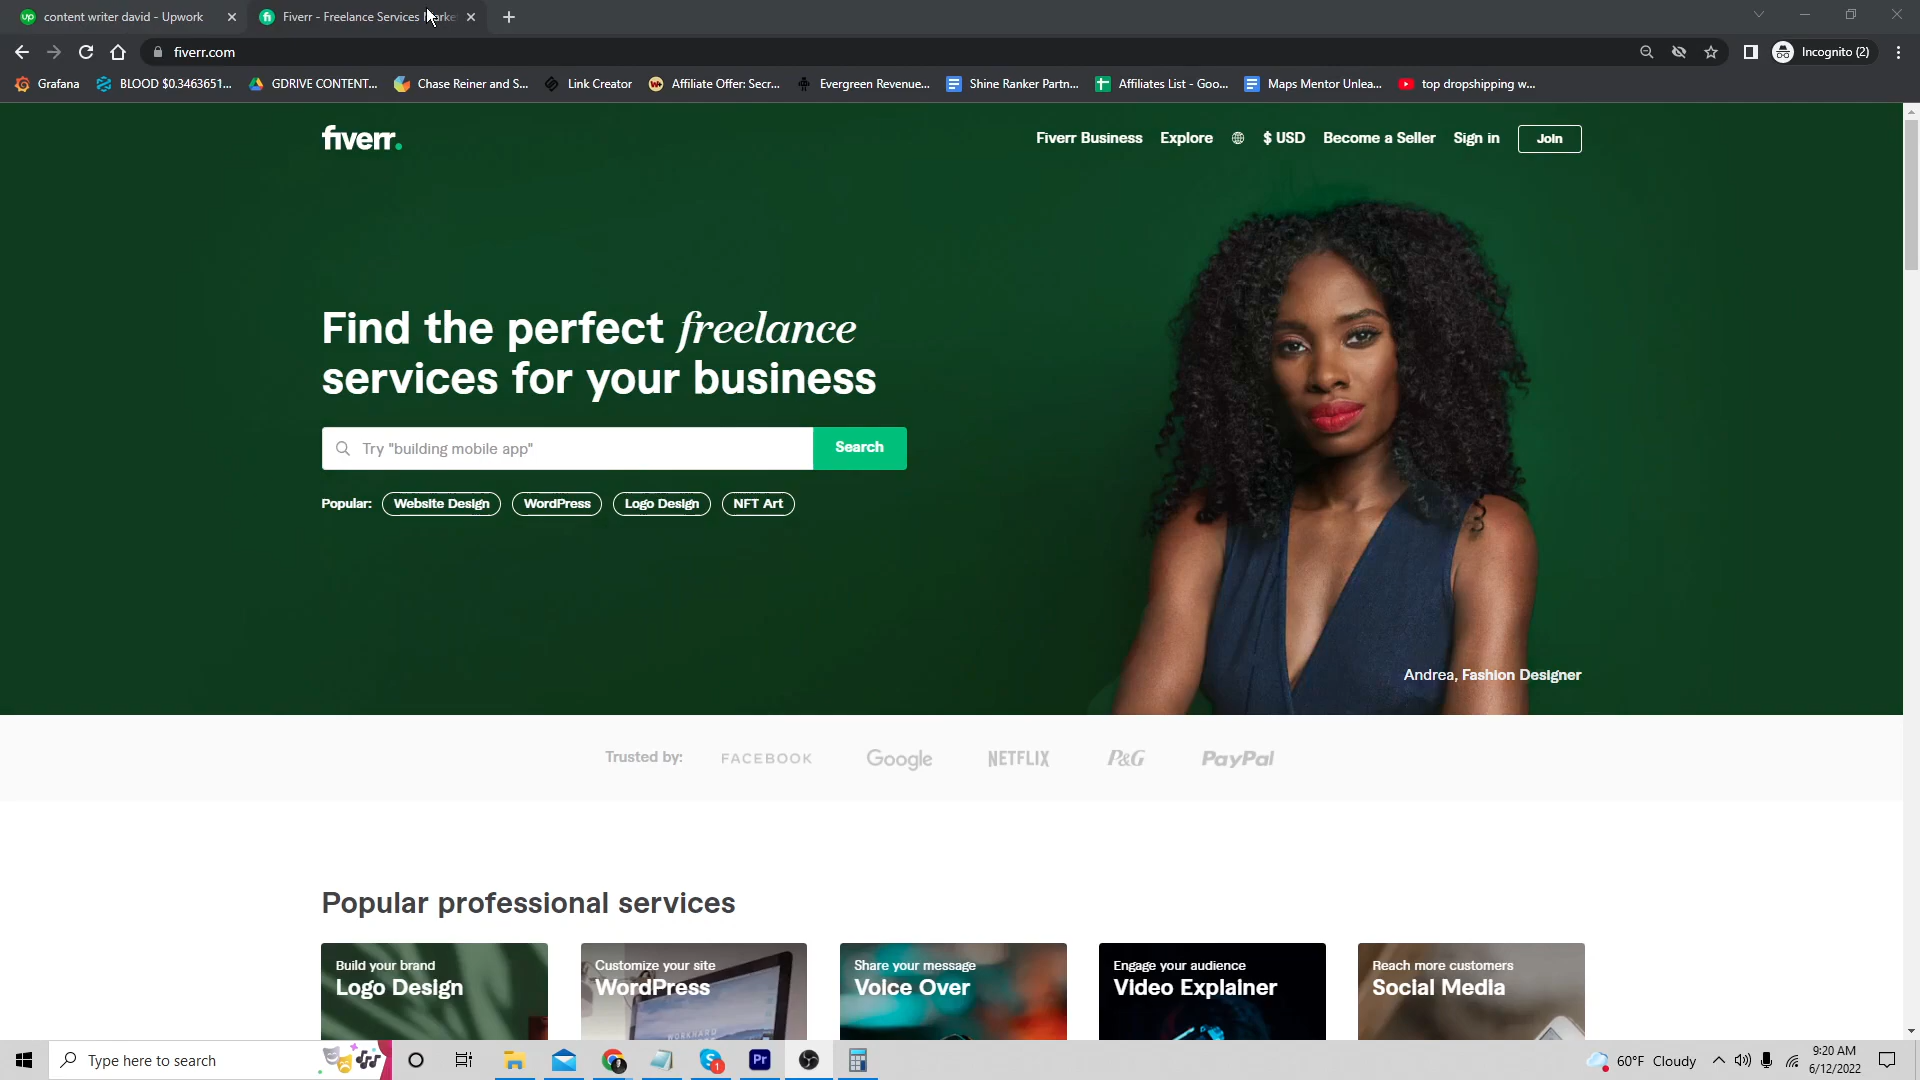 content writer david - Upwork
Fiverr - Freelance Services Marke
fiverr.com
Incognito (2)
Grafana
BLOOD $0.3463651...
GDRIVE CONTENT...
Chase Reiner and S...
Link Creator
Affiliate Offer: Secr...
Evergreen Revenue...
Shine Ranker Partn...
Affiliates List - Goo...
Maps Mentor Unlea...
top dropshipping w...
fiverr.
Fiverr Business
Explore
$ USD
Become a Seller
Sign in
Join
Find the perfect freelance
services for your business
Try "building mobile app"
Search
Popular:
Website Design
WordPress
Logo Design
NFT Art
Andrea, Fashion Designer
Trusted by:
FACEBOOK
Google
NETFLIX
P&G
PayPal
Popular professional services
Build your brand
Logo Design
Customize your site
WordPress
Share your message
Voice Over
Engage your audience
Video Explainer
Reach more customers
Social Media
Type here to search
Pr
60°F Cloudy
9:20 AM
6/12/2022